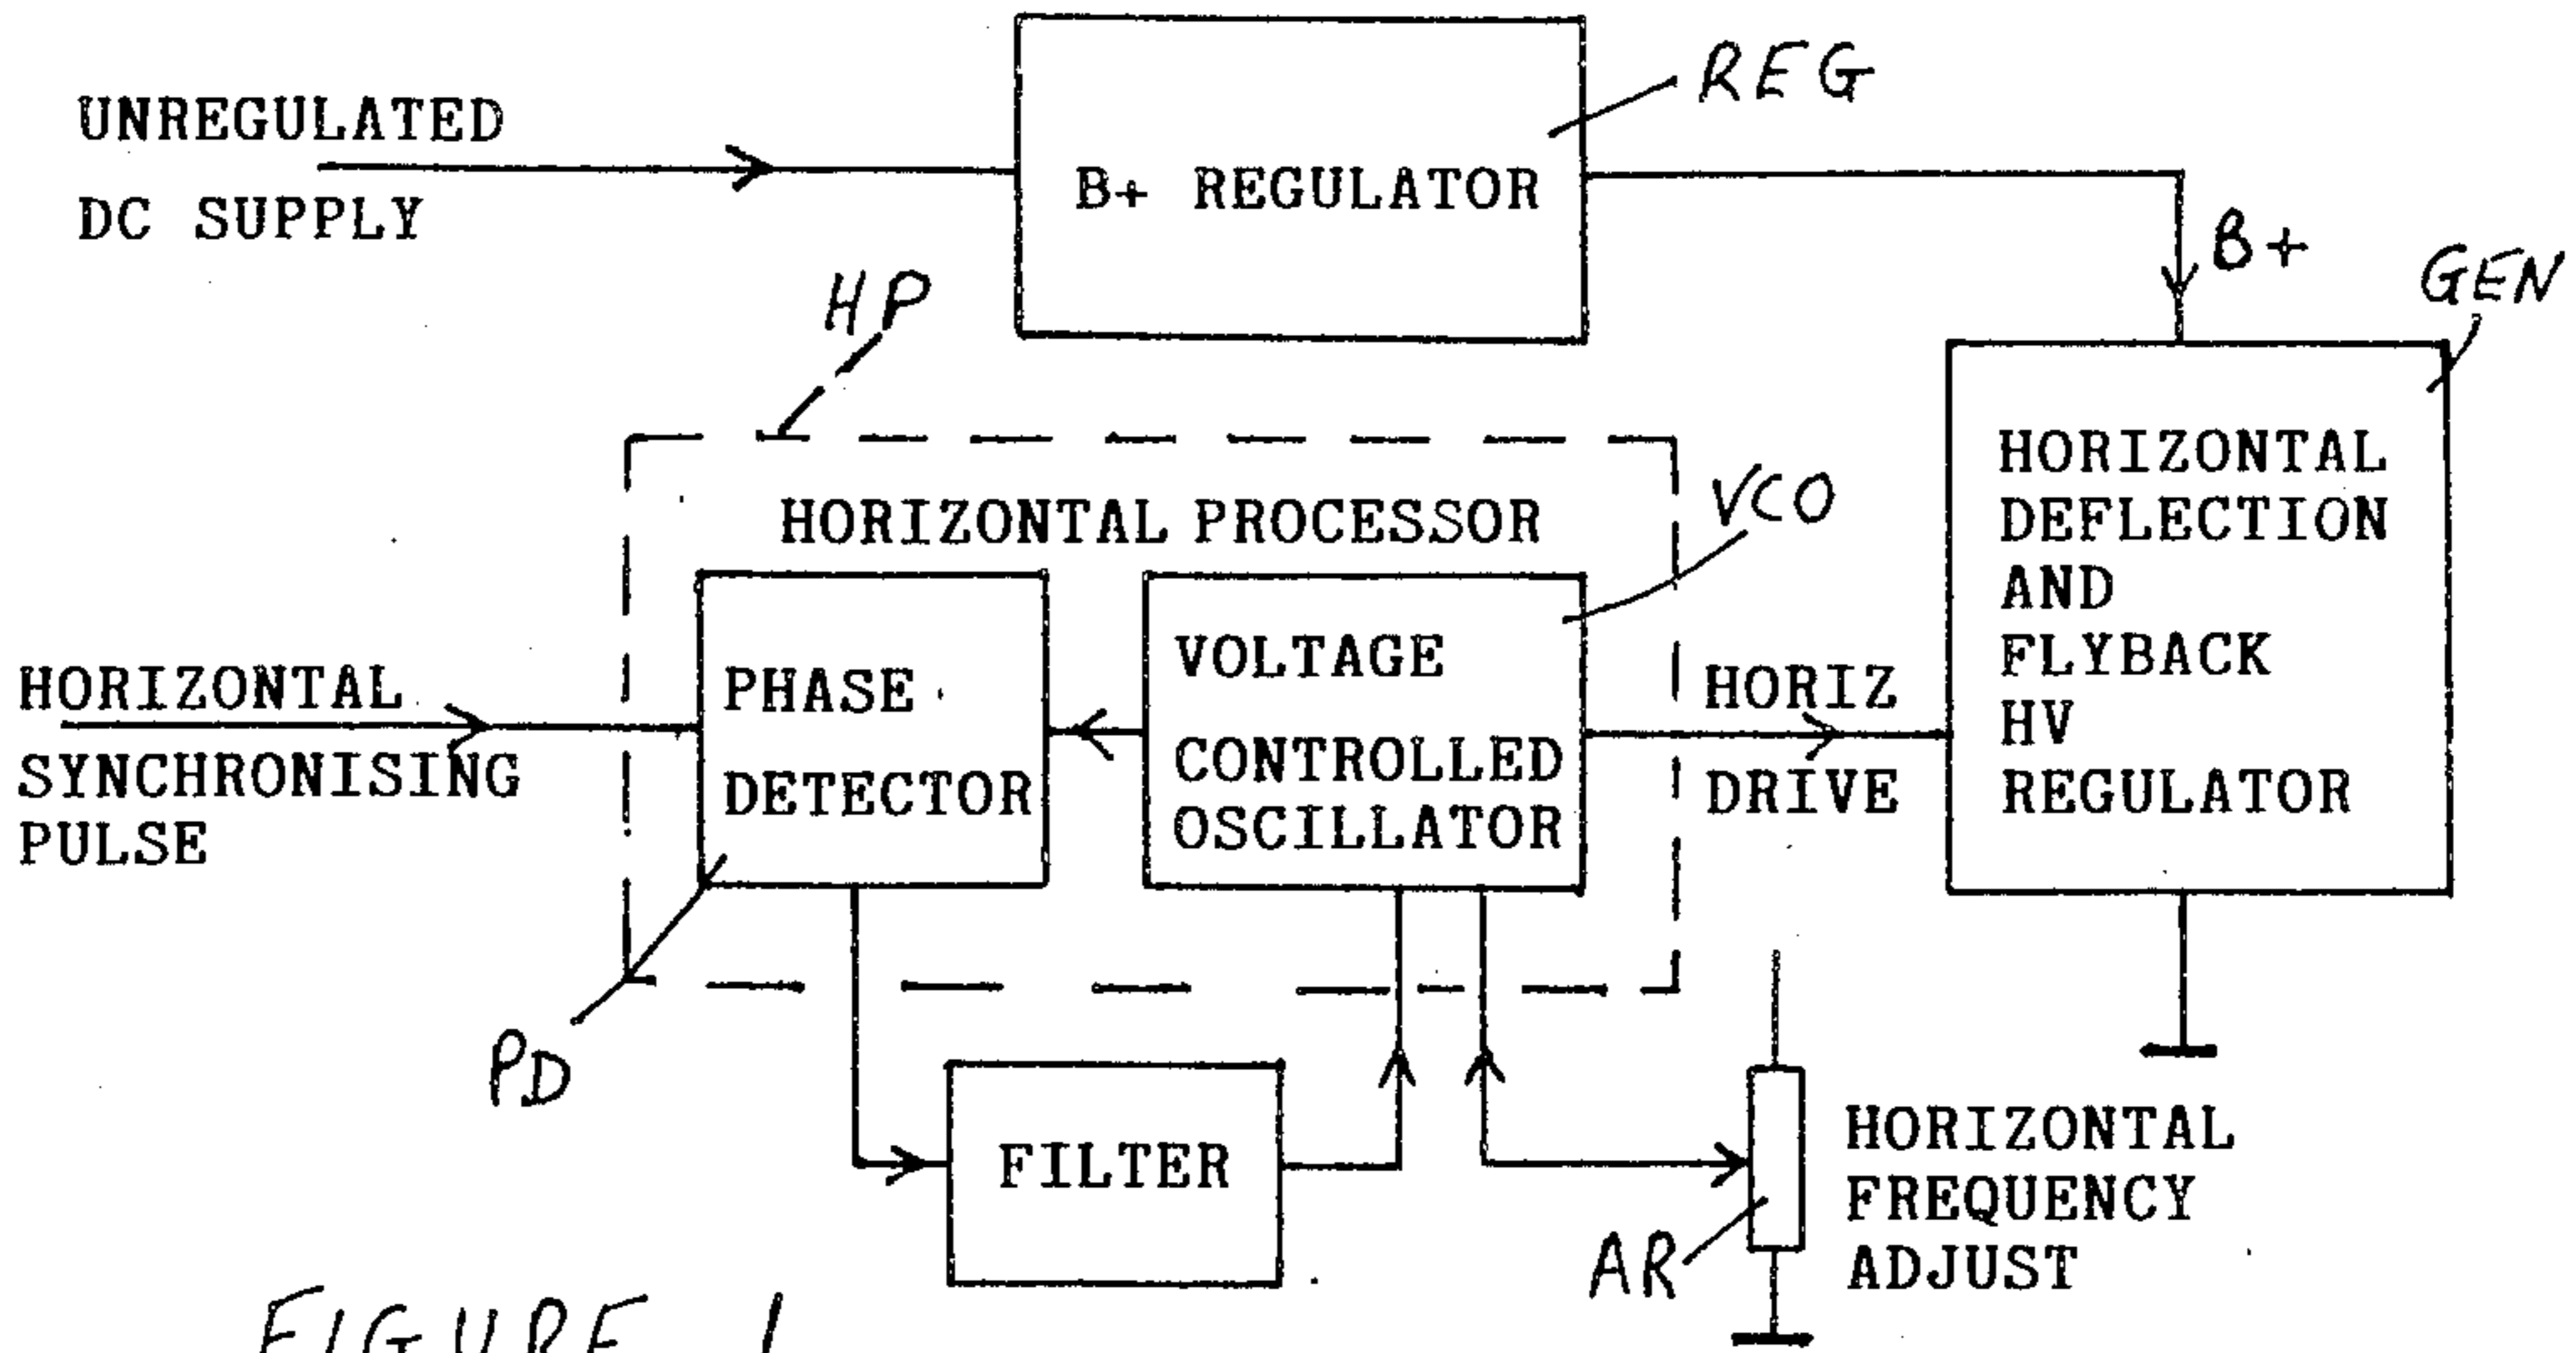 REG
UNREGULATED
DC SUPPLY
B+ REGULATOR
B+
GEN
HP
HORIZONTAL PROCESSOR
VCO
HORIZONTAL
DEFLECTION
AND
FLYBACK
HV
REGULATOR
HORIZONTAL
SYNCHRONISING
PULSE
PHASE
DETECTOR
VOLTAGE
CONTROLLED
OSCILLATOR
HORIZ
DRIVE
PD
FILTER
AR
HORIZONTAL
FREQUENCY
ADJUST
FIGURE 1